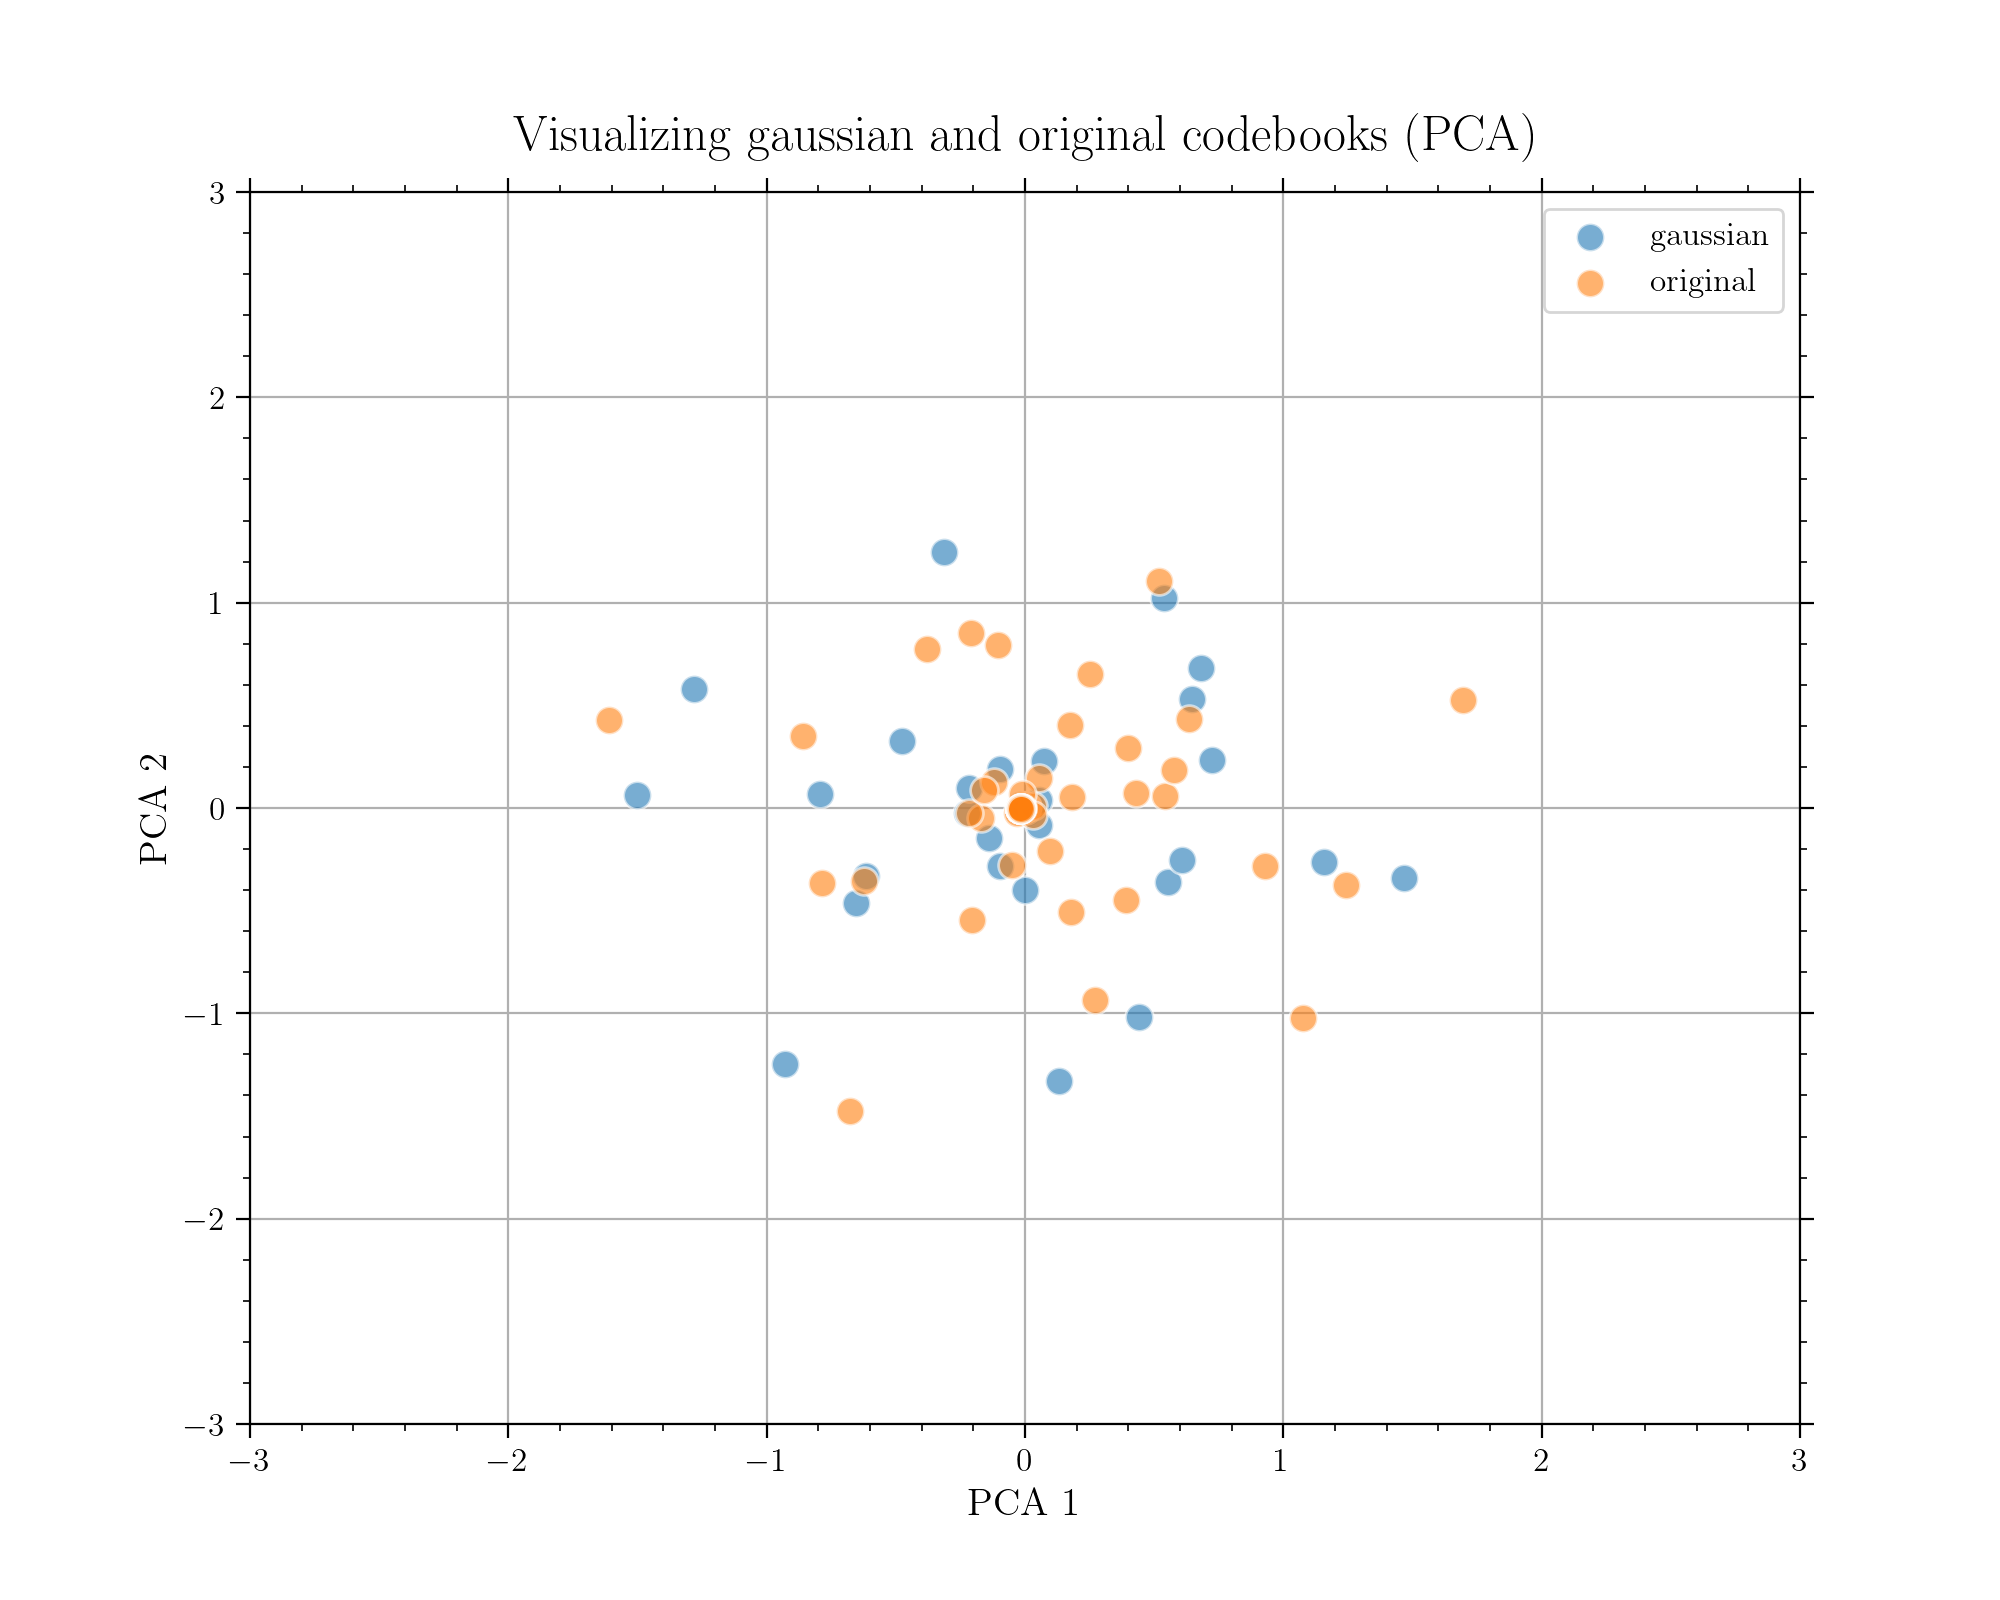 Visualizing gaussian and original codebooks (PCA)
gaussian
original
3
2
1
0
−1
−2
−3
PCA 2
−3
−2
−1
0
1
2
3
PCA 1